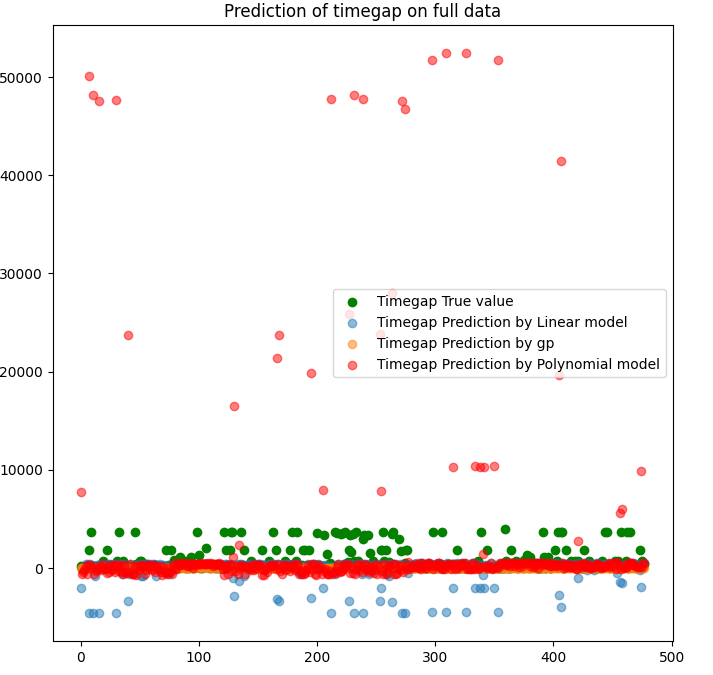 Prediction of timegap on full data
50000
40000
30000
20000
10000
0
Timegap True value
Timegap Prediction by Linear model
Timegap Prediction by gp
Timegap Prediction by Polynomial model
0 100 200 300 400 500